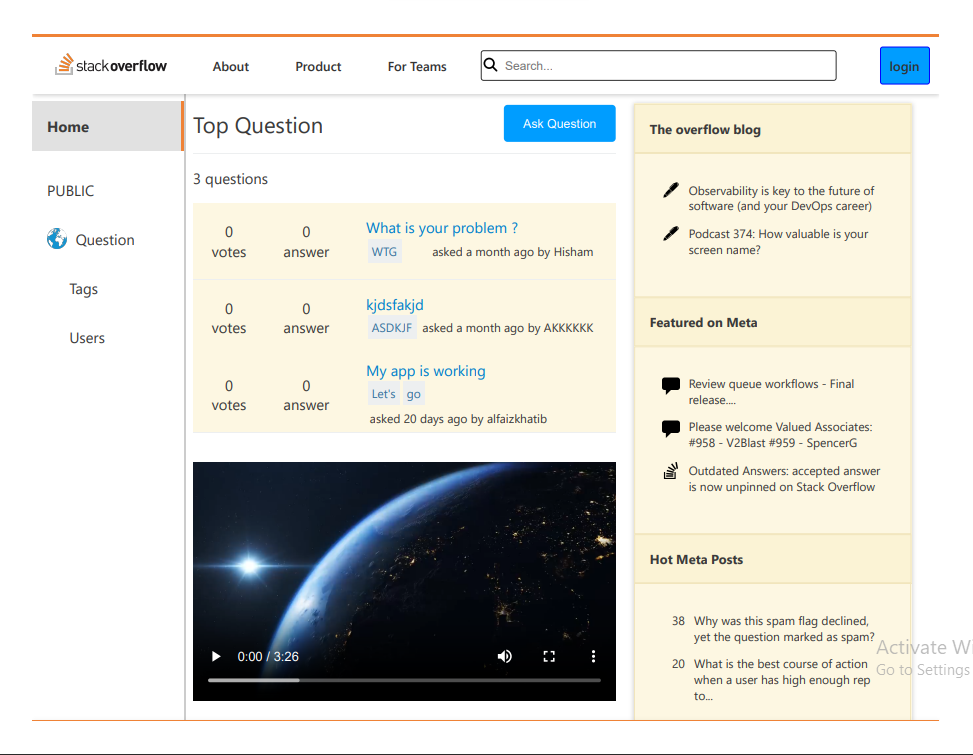 stackoverflow
About
Product
For Teams
Search...
login
Home
PUBLIC
Question
Tags
Users
Top Question
Ask Question
3 questions
0
votes
0
answer
What is your problem ?
WTG
asked a month ago by Hisham
0
votes
0
answer
kjdsfakjd
ASDKJF
asked a month ago by AKKKKKK
0
votes
0
answer
My app is working
Let's
go
asked 20 days ago by alfaizkhatib
0:00 / 3:26
The overflow blog
Observability is key to the future of
software (and your DevOps career)
Podcast 374: How valuable is your
screen name?
Featured on Meta
Review queue workflows - Final
release....
Please welcome Valued Associates:
#958 - V2Blast #959 - SpencerG
Outdated Answers: accepted answer
is now unpinned on Stack Overflow
Hot Meta Posts
38 Why was this spam flag declined,
yet the question marked as spam?
20 What is the best course of action
when a user has high enough rep
to...
Activate W
Go to Settings